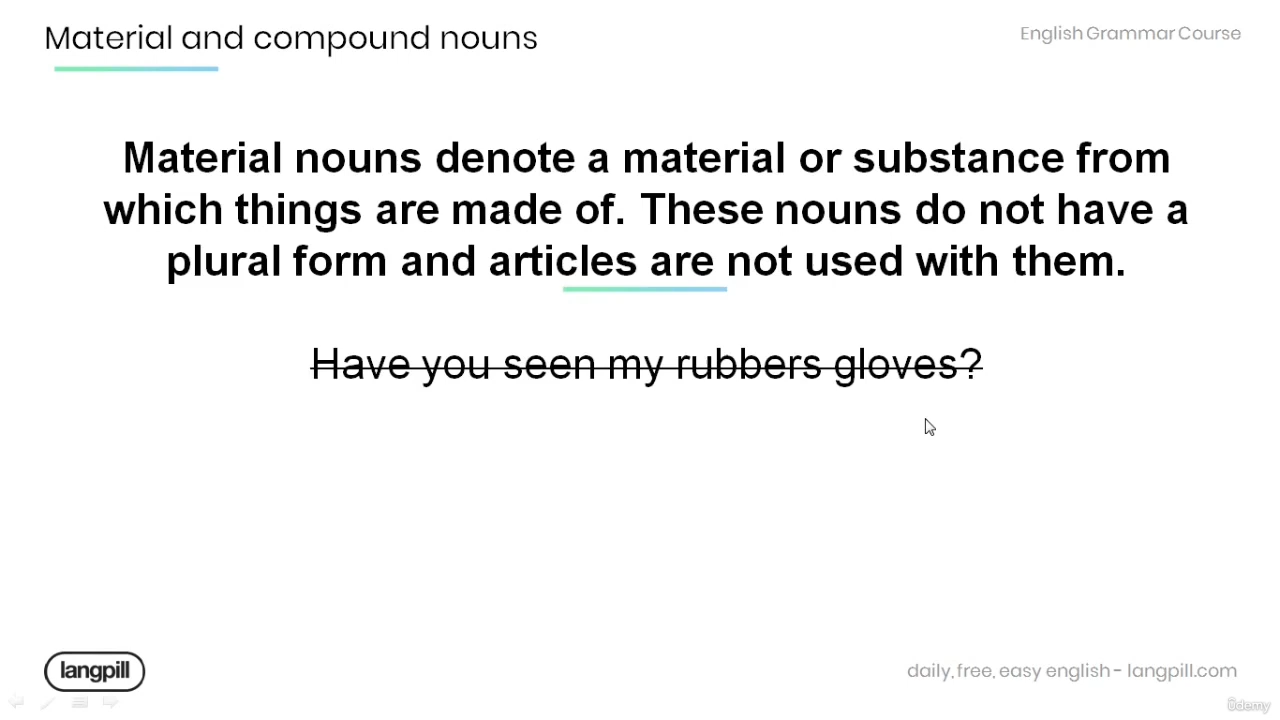 Material and compound nouns
English Grammar Course
Material nouns denote a material or substance from
which things are made of. These nouns do not have a
plural form and articles are not used with them.
Have you seen my rubbers gloves?
langpill
daily, free, easy english - langpill.com
ûdemy